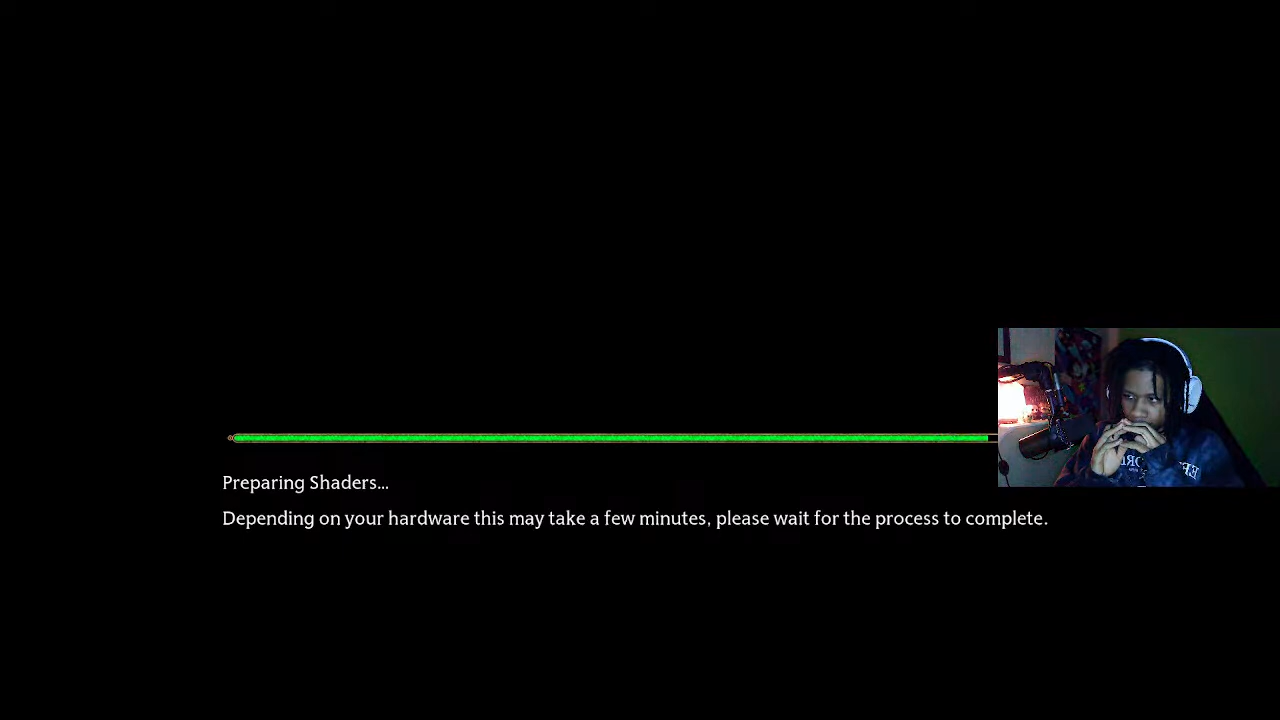 Preparing Shaders...
Depending on your hardware this may take a few minutes, please wait for the process to complete.